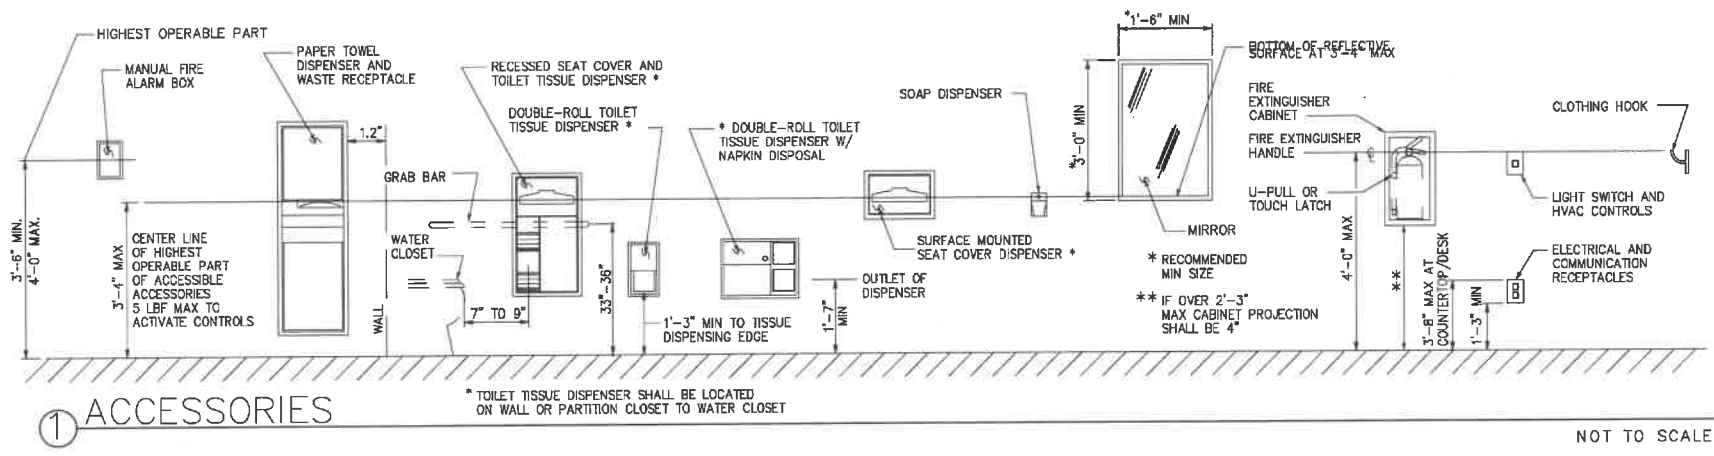 HIGHEST OPERABLE PART
MANUAL FIRE
ALARM BOX
PAPER TOWEL
DISPENSER AND
WASTE RECEPTACLE
1.2"
RECESSED SEAT COVER AND
TOILET TISSUE DISPENSER *
DOUBLE-ROLL TOILET
TISSUE DISPENSER *
* DOUBLE-ROLL TOILET
TISSUE DISPENSER W/
NAPKIN DISPOSAL
SOAP DISPENSER
*1'-6" MIN
*3'-0" MIN
BOTTOM OF REFLECTIVE
SURFACE AT 3'-4" MAX
FIRE
EXTINGUISHER
CABINET
FIRE EXTINGUISHER
HANDLE
CLOTHING HOOK
GRAB BAR
U-PULL OR
TOUCH LATCH
LIGHT SWITCH AND
HVAC CONTROLS
3'-6" MIN.
4'-0" MAX.
3'-4" MAX
CENTER LINE
OF HIGHEST
OPERABLE PART
OF ACCESSIBLE
ACCESSORIES
5 LBF MAX TO
ACTIVATE CONTROLS
WALL
WATER
CLOSET
7" TO 9"
33"-36"
1'-3" MIN TO TISSUE
DISPENSING EDGE
1'-7"
MIN
OUTLET OF
DISPENSER
SURFACE MOUNTED
SEAT COVER DISPENSER *
MIRROR
* RECOMMENDED
MIN SIZE
** IF OVER 2'-3"
MAX CABINET PROJECTION
SHALL BE 4"
4'-0" MAX
**
3'-8" MAX AT
COUNTERTOP/DESK
1'-3" MIN
ELECTRICAL AND
COMMUNICATION
RECEPTACLES
* TOILET TISSUE DISPENSER SHALL BE LOCATED
ON WALL OR PARTITION CLOSET TO WATER CLOSET
1 ACCESSORIES
NOT TO SCALE